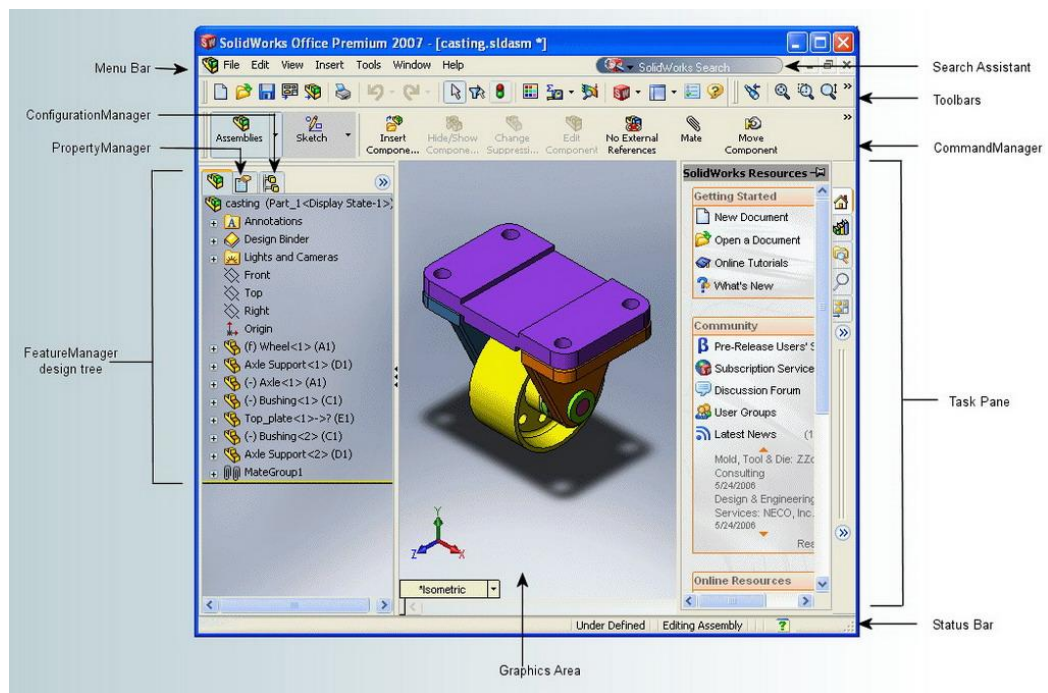 SolidWorks Office Premium 2007 - [casting.sldasm *]
Menu Bar
File Edit View Insert Tools Window Help
SolidWorks Search
Search Assistant
Toolbars
ConfigurationManager
PropertyManager
Assemblies
Sketch
Insert
Compone...
Hide/Show
Compone...
Change
Suppressi...
Edit
Component
No External
References
Mate
Move
Component
CommandManager
casting (Part_1<Display State-1>)
A Annotations
Design Binder
Lights and Cameras
Front
Top
Right
Origin
(f) Wheel<1> (A1)
Axle Support<1> (D1)
(-) Axle<1> (A1)
(-) Bushing<1> (C1)
Top_plate<1>->? (E1)
(-) Bushing<2> (C1)
Axle Support<2> (D1)
MateGroup1
FeatureManager
design tree
Y
Z X
*Isometric
SolidWorks Resources
Getting Started
New Document
Open a Document
Online Tutorials
? What's New
Community
β Pre-Release Users' S
Subscription Service
Discussion Forum
User Groups
Latest News (1
Mold, Tool & Die: ZZo
Consulting
5/24/2006
Design & Engineering
Services: NECO, Inc.
5/24/2006
Rea
Online Resources
Task Pane
Under Defined Editing Assembly ?
Status Bar
Graphics Area